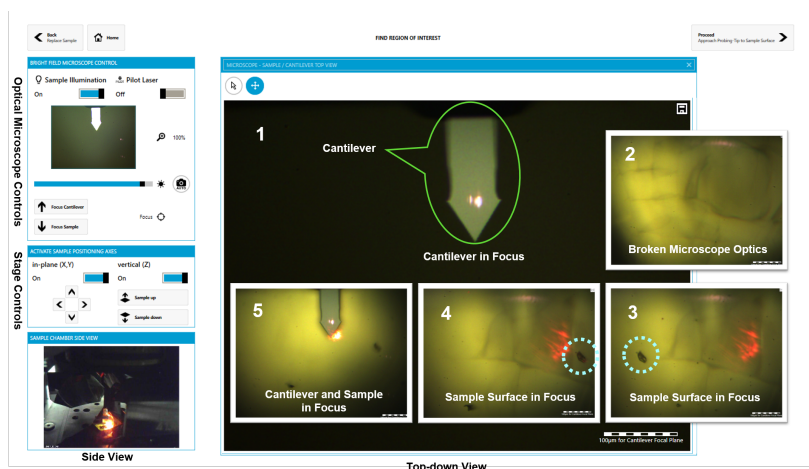 Back
Replace Sample
Home
FIND REGION OF INTEREST
Proceed
Approach Probing-Tip to Sample Surface
Optical Microscope Controls
BRIGHT FIELD MICROSCOPE CONTROL
Sample Illumination
Pilot Laser
On
Off
100%
AUTO
Focus Cantilever
Focus
Focus Sample
Stage Controls
ACTIVATE SAMPLE POSITIONING AXES
in-plane (X,Y)
vertical (Z)
On
On
Sample up
Sample down
SAMPLE CHAMBER SIDE VIEW
Side View
MICROSCOPE - SAMPLE / CANTILEVER TOP VIEW
1
Cantilever
Cantilever in Focus
2
Broken Microscope Optics
5
Cantilever and Sample
in Focus
4
Sample Surface in Focus
3
Sample Surface in Focus
100µm for Cantilever Focal Plane
Top-down View